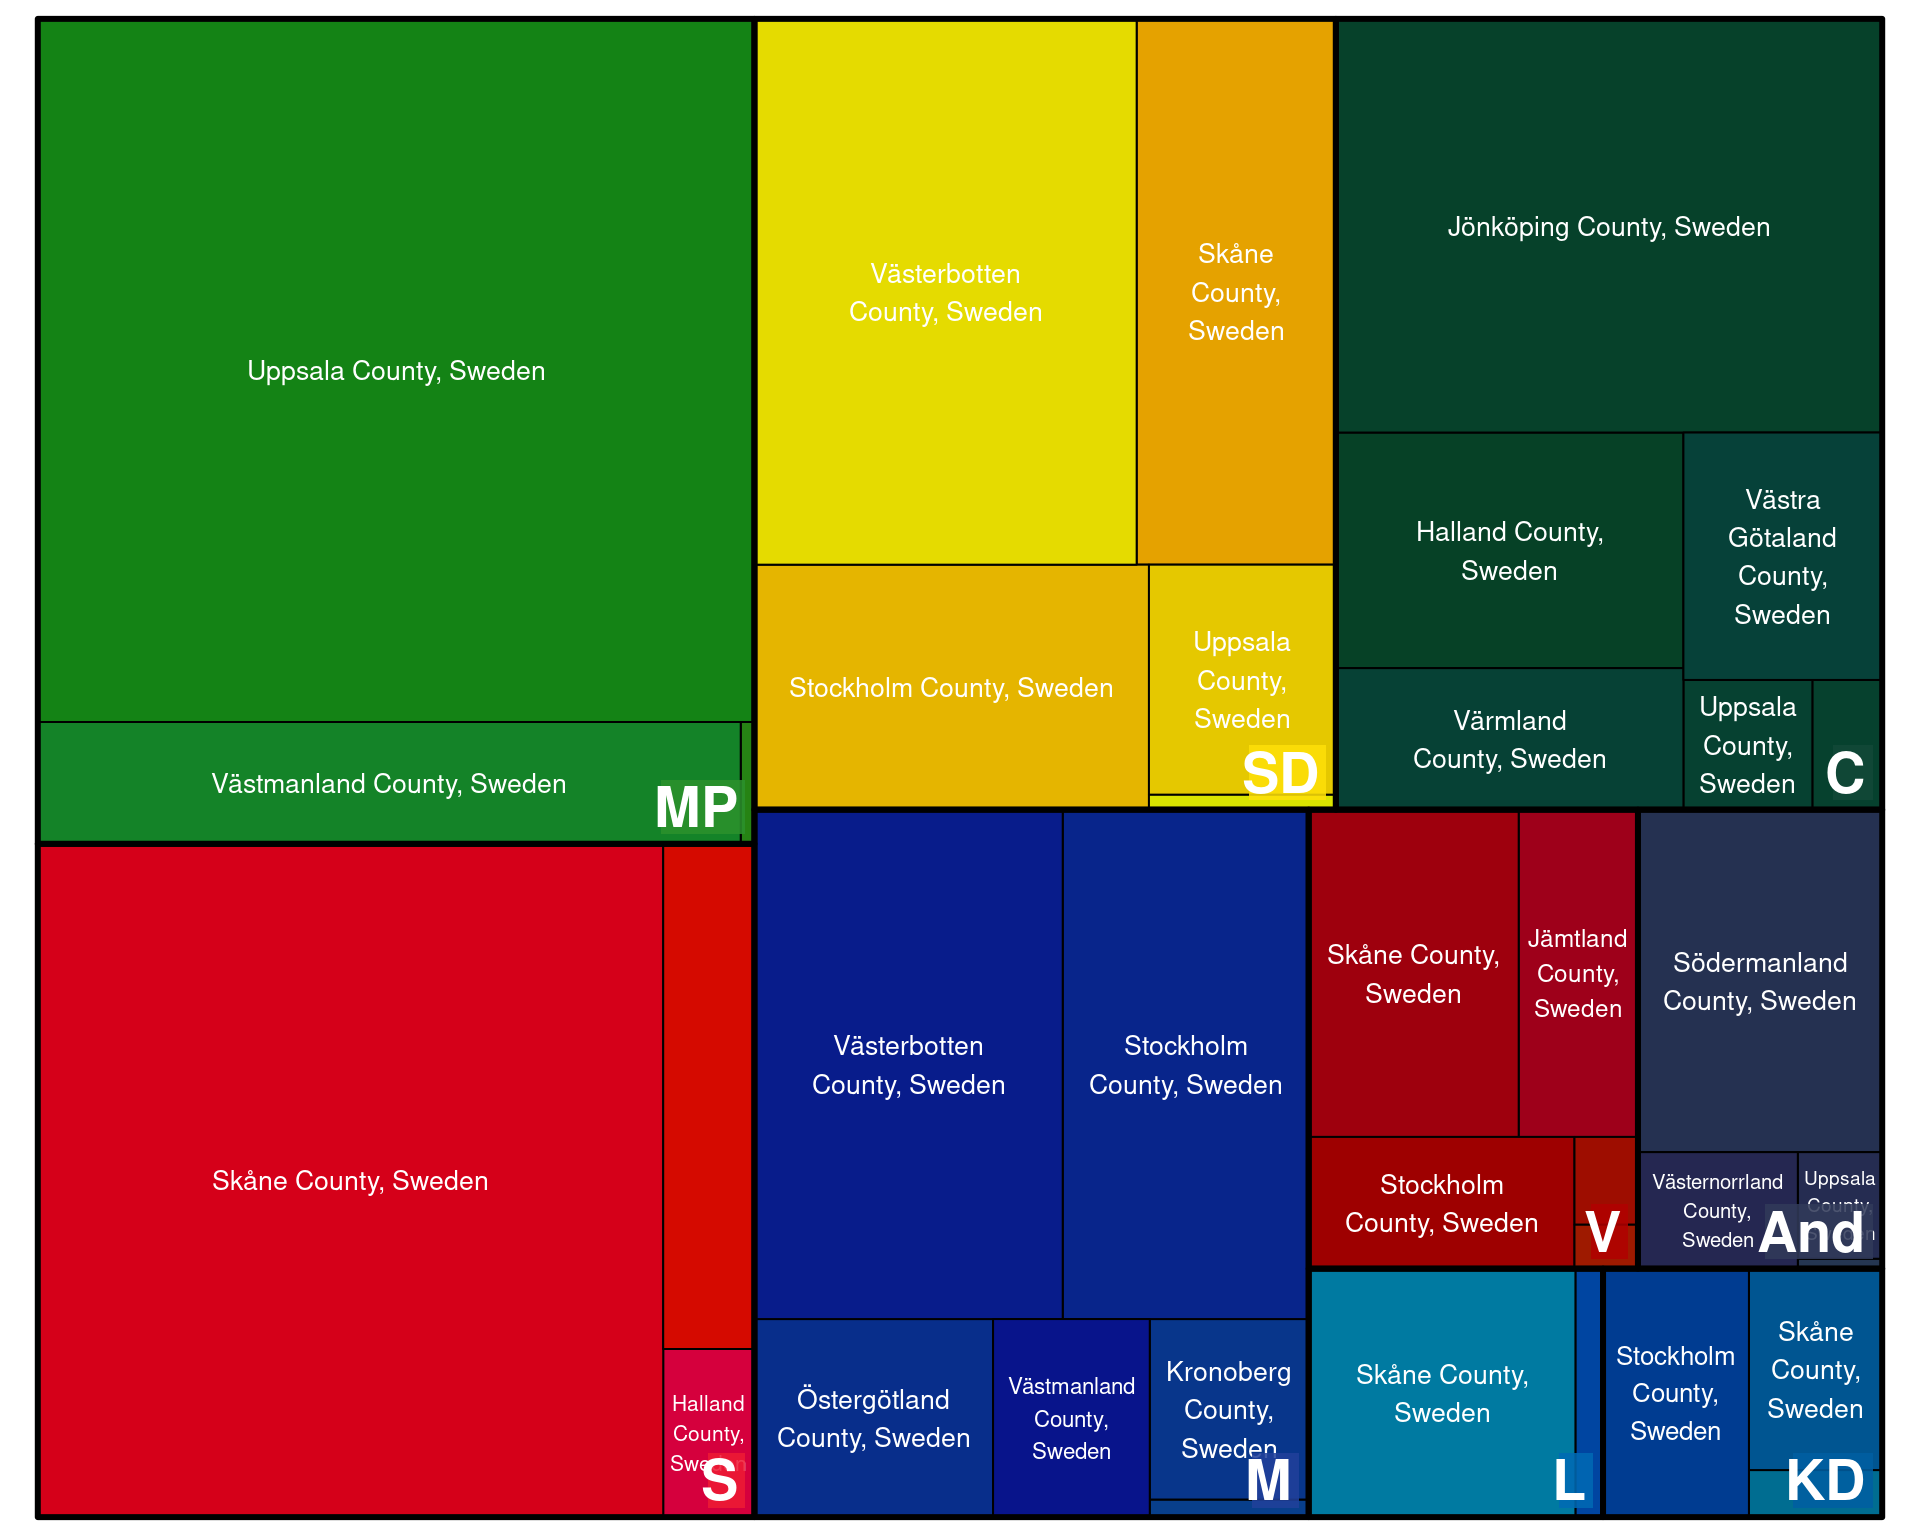 Uppsala County, Sweden
Västmanland County, Sweden
MP
Skåne County, Sweden
Halland
County,
Sweden
S
Västerbotten
County, Sweden
Skåne
County,
Sweden
Stockholm County, Sweden
Uppsala
County,
Sweden
SD
Jönköping County, Sweden
Halland County,
Sweden
Västra
Götaland
County,
Sweden
Värmland
County, Sweden
Uppsala
County,
Sweden
C
Västerbotten
County, Sweden
Stockholm
County, Sweden
Östergötland
County, Sweden
Västmanland
County,
Sweden
Kronoberg
County,
Sweden
M
Skåne County,
Sweden
Jämtland
County,
Sweden
Stockholm
County, Sweden
V
Södermanland
County, Sweden
Västernorrland
County,
Sweden
Uppsala
County,
Sweden
And
Skåne County,
Sweden
L
Stockholm
County,
Sweden
Skåne
County,
Sweden
KD